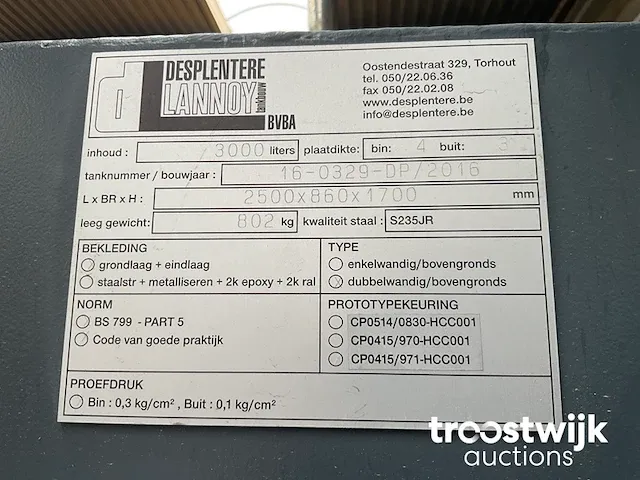 DESPLENTERE
LANNOY
tankbouw
BVBA
Oostendestraat 329, Torhout
tel. 050/22.06.36
fax 050/22.02.08
www.desplentere.be
info@desplentere.be
inhoud : 3000 liters plaatdikte: bin: 4 buit: 3
tanknummer / bouwjaar : 16-0329-DP/2016
L x BR x H : 2500x860x1700 mm
leeg gewicht: 802 kg kwaliteit staal : S235JR
BEKLEDING
grondlaag + eindlaag
staalstr + metalliseren + 2k epoxy + 2k ral
TYPE
enkelwandig/bovengronds
dubbelwandig/bovengronds
NORM
BS 799 - PART 5
Code van goede praktijk
PROTOTYPEKEURING
CP0514/0830-HCC001
CP0415/970-HCC001
CP0415/971-HCC001
PROEFDRUK
Bin : 0,3 kg/cm² , Buit : 0,1 kg/cm²
troostwijk
auctions